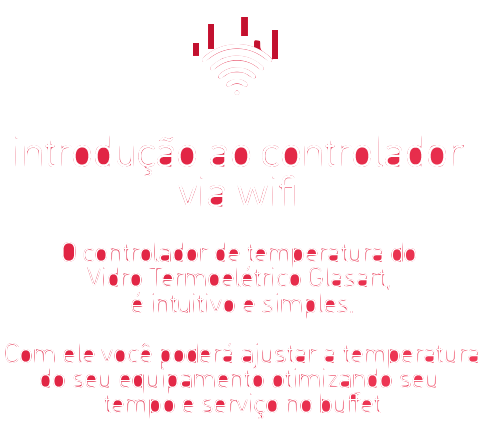 introdução ao controlador
via wifi
O controlador de temperatura do
Vidro Termoelétrico Glasart,
é intuitivo e simples.
Com ele você poderá ajustar a temperatura
do seu equipamento otimizando seu
tempo e serviço no buffet